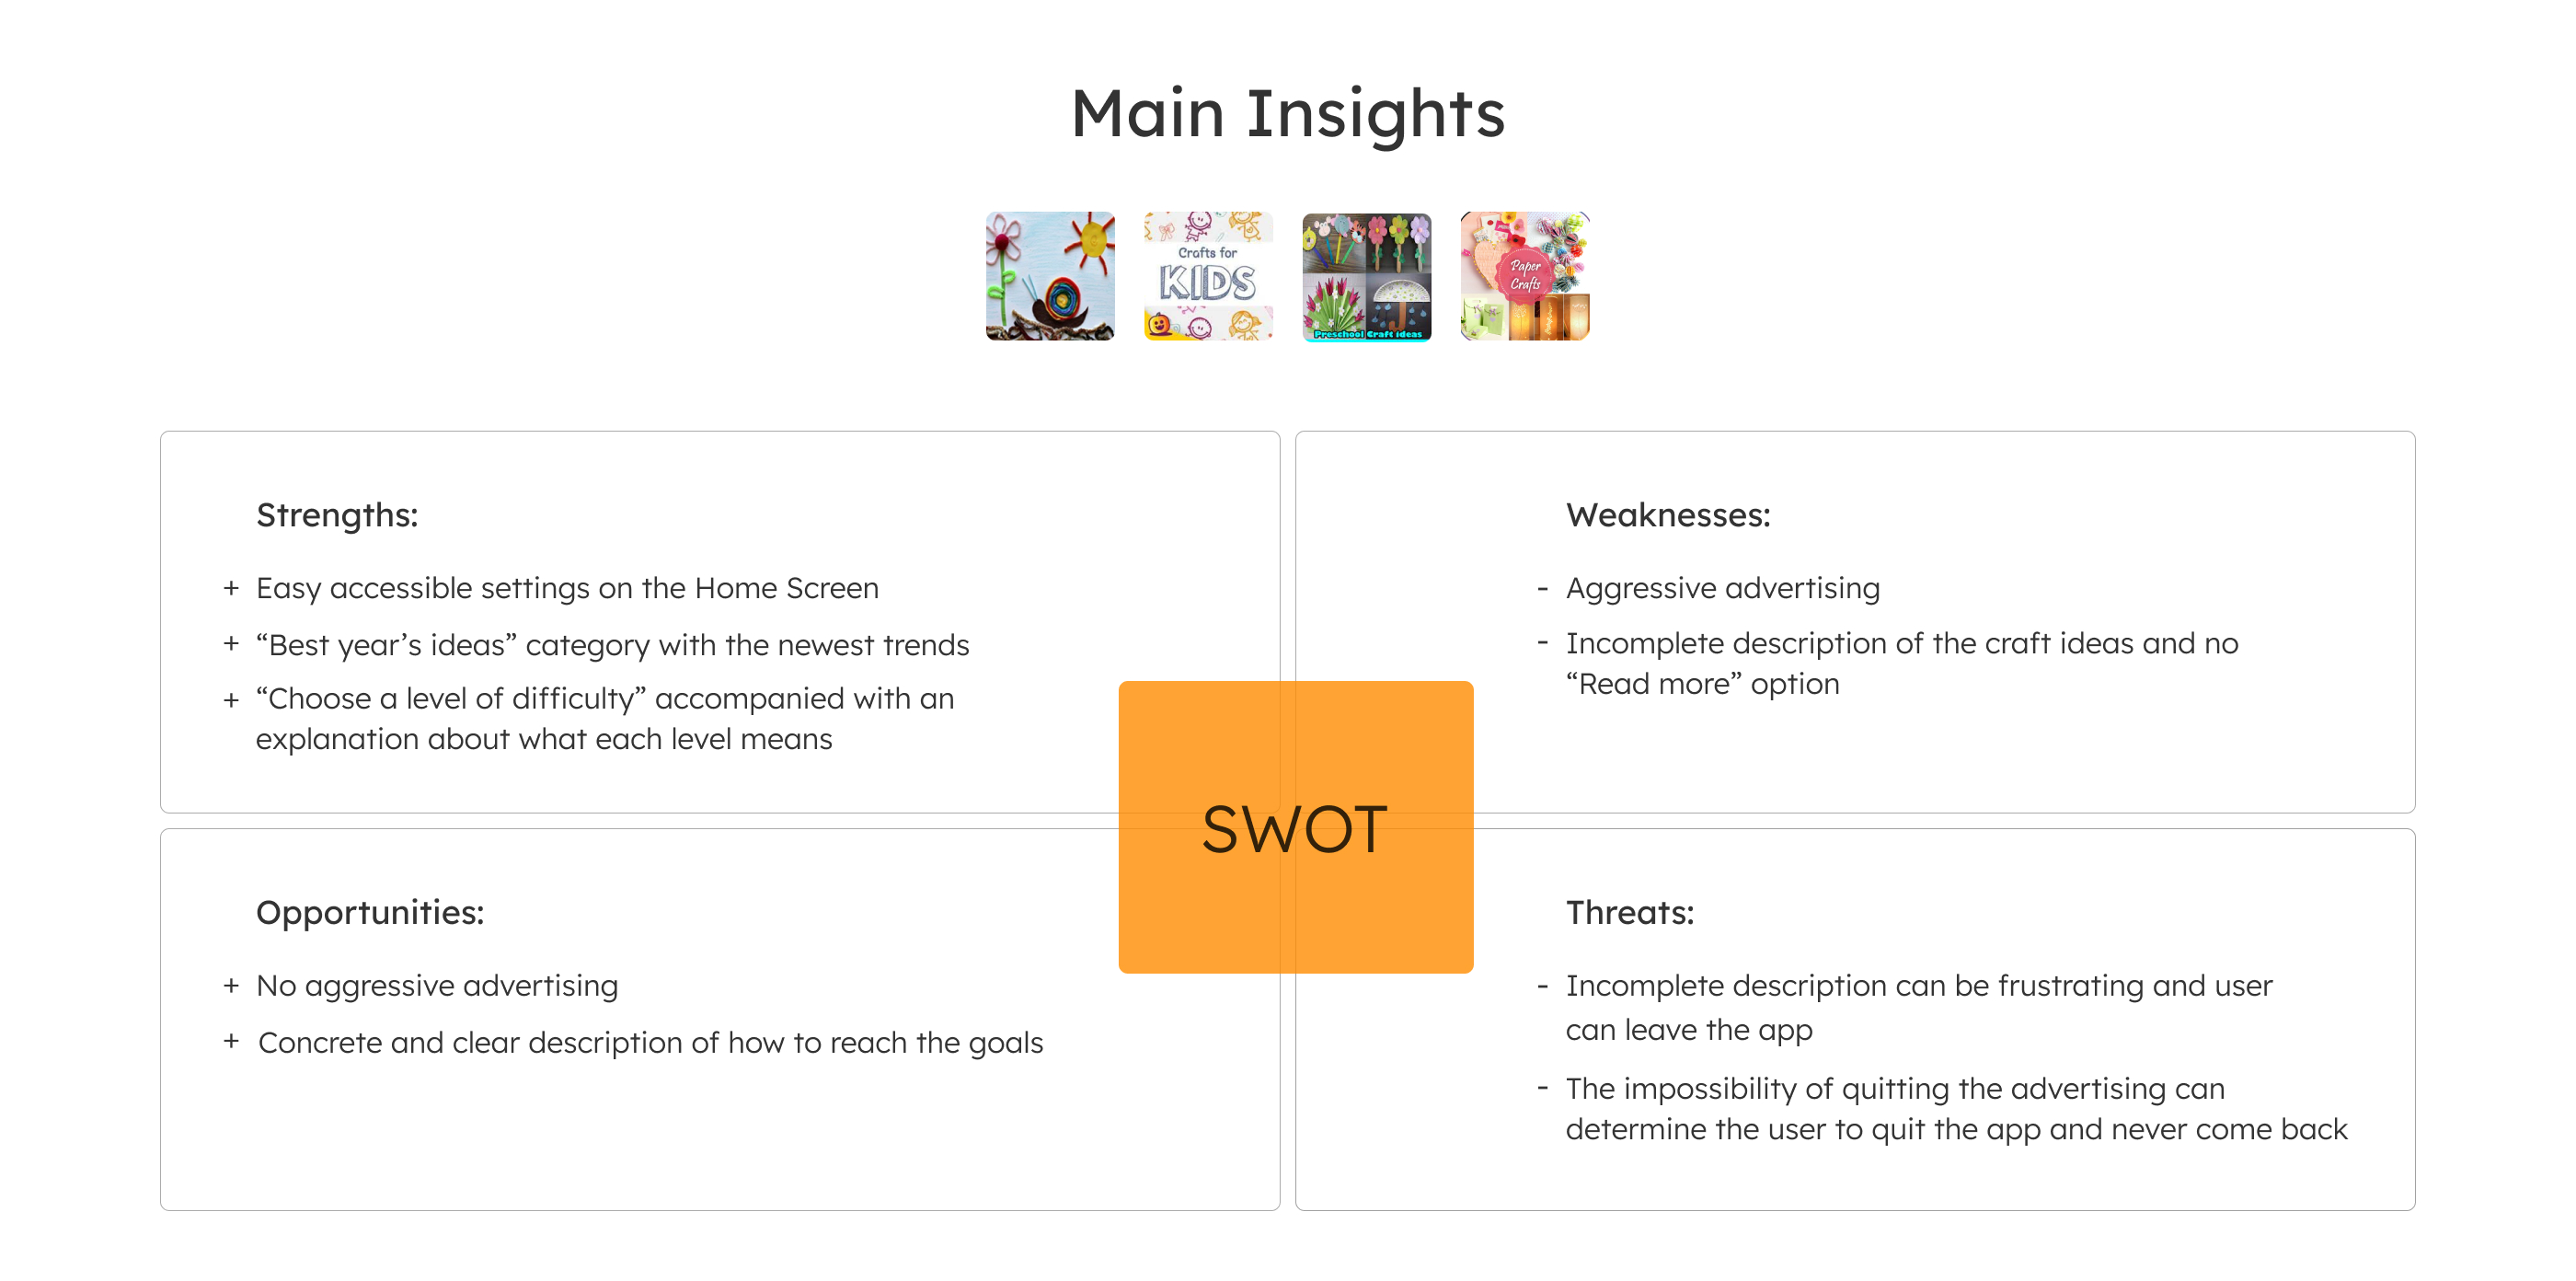 Main Insights
Crafts for
KIDS
Preschool Craft ideas
Paper
Crafts
Strengths:
+ Easy accessible settings on the Home Screen
+ “Best year’s ideas” category with the newest trends
+ “Choose a level of difficulty” accompanied with an
explanation about what each level means
Weaknesses:
- Aggressive advertising
- Incomplete description of the craft ideas and no
“Read more” option
SWOT
Opportunities:
+ No aggressive advertising
+ Concrete and clear description of how to reach the goals
Threats:
- Incomplete description can be frustrating and user
can leave the app
- The impossibility of quitting the advertising can
determine the user to quit the app and never come back